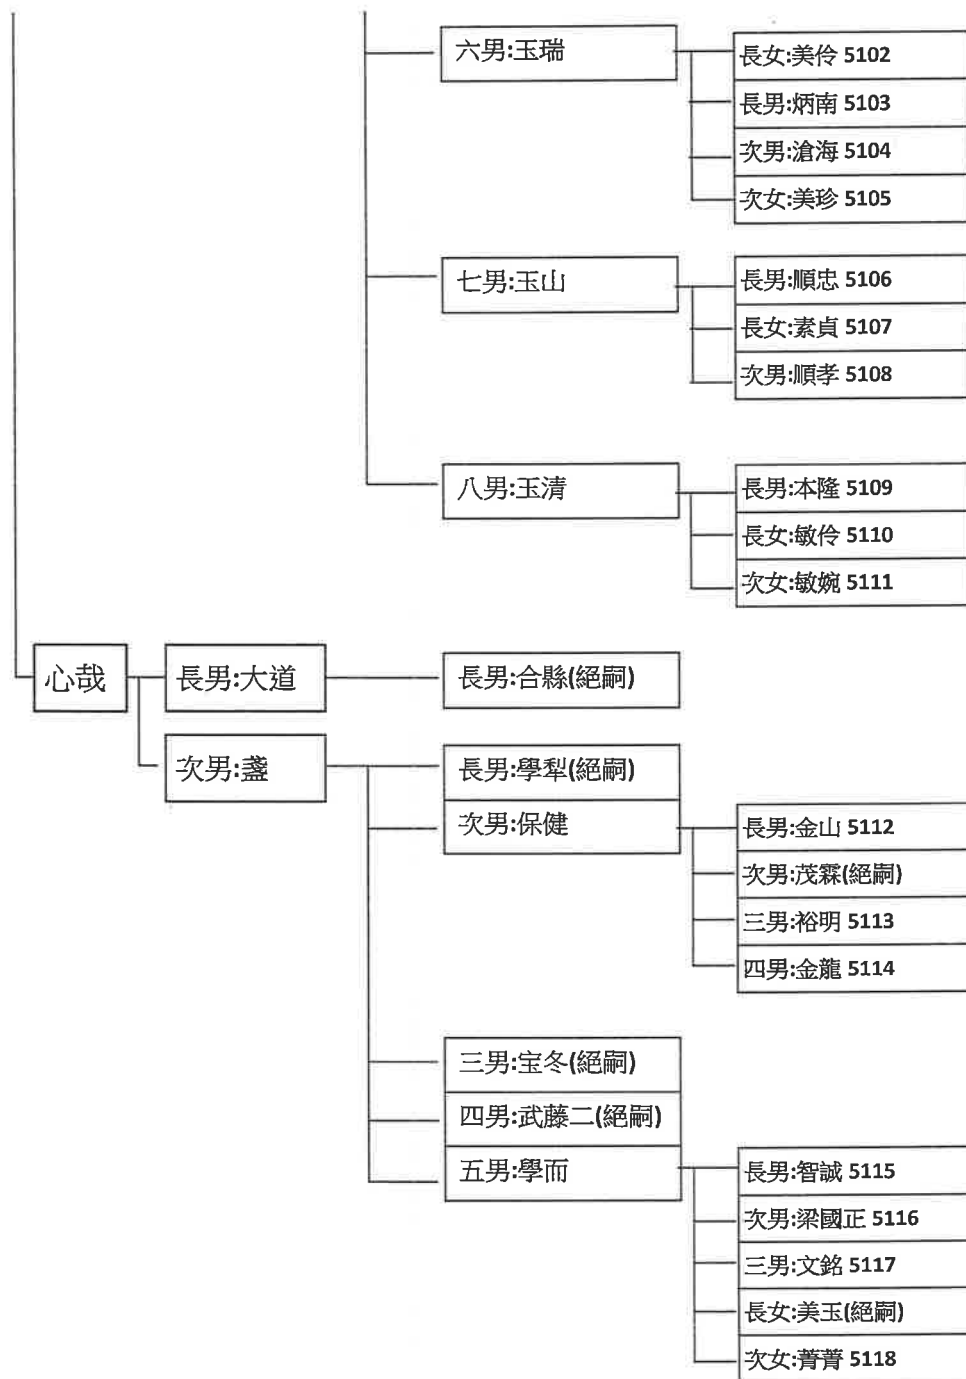 六男:玉瑞
長女:美伶 5102
長男:炳南 5103
次男:滄海 5104
次女:美珍 5105
七男:玉山
長男:順忠 5106
長女:素貞 5107
次男:順孝 5108
八男:玉清
長男:本隆 5109
長女:敏伶 5110
次女:敏婉 5111
心哉
長男:大道
長男:合縣(絕嗣)
次男:盞
長男:學犁(絕嗣)
次男:保健
長男:金山 5112
次男:茂霖(絕嗣)
三男:裕明 5113
四男:金龍 5114
三男:宝冬(絕嗣)
四男:武藤二(絕嗣)
五男:學而
長男:智誠 5115
次男:梁國正 5116
三男:文銘 5117
長女:美玉(絕嗣)
次女:菁菁 5118